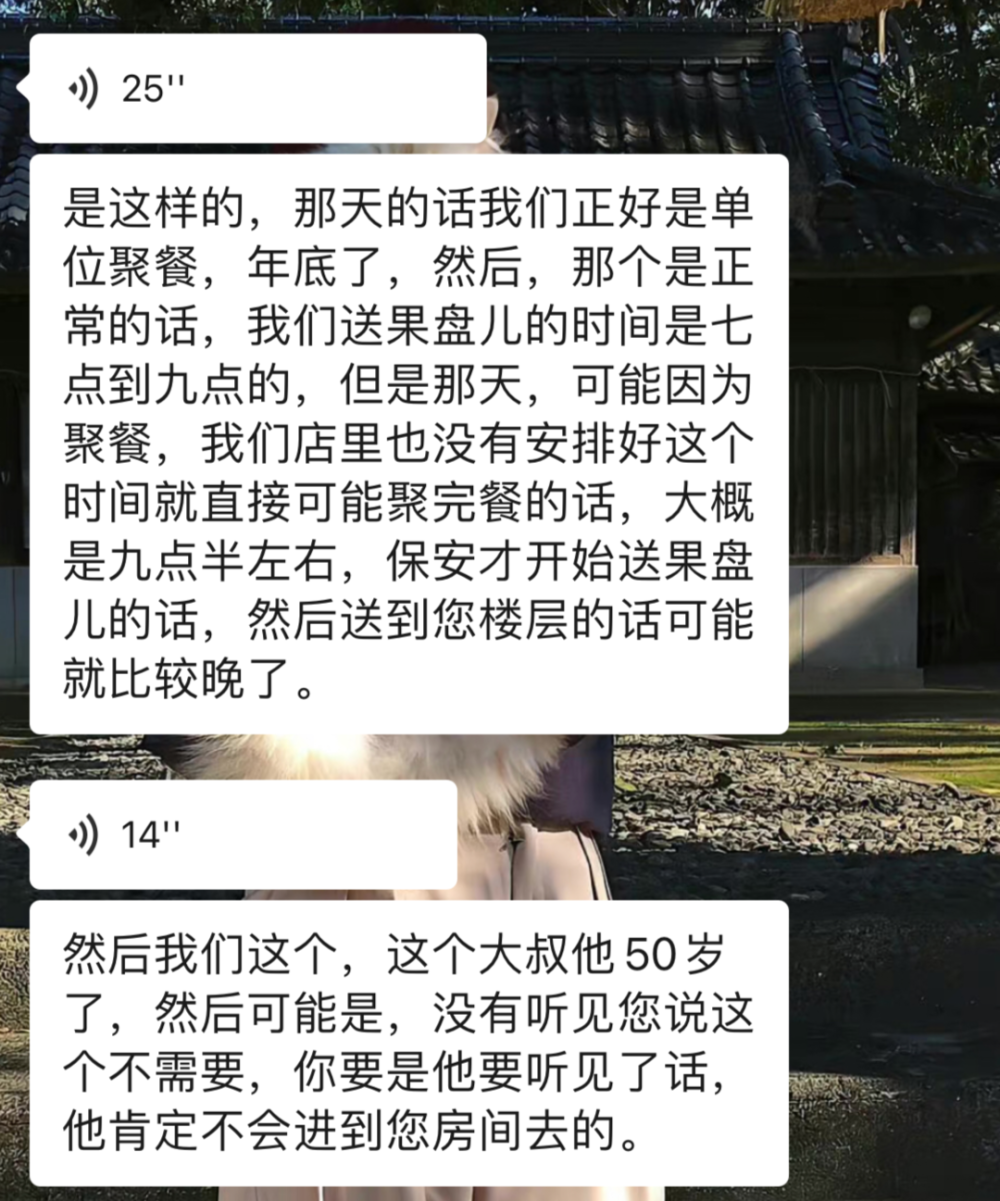 25''
是这样的，那天的话我们正好是单
位聚餐，年底了，然后，那个是正
常的话，我们送果盘儿的时间是七
点到九点的，但是那天，可能因为
聚餐，我们店里也没有安排好这个
时间就直接可能聚完餐的话，大概
是九点半左右，保安才开始送果盘
儿的话，然后送到您楼层的话可能
就比较晚了。
14''
然后我们这个，这个大叔他50岁
了，然后可能是，没有听见您说这
个不需要，你要是他要听见了话，
他肯定不会进到您房间去的。